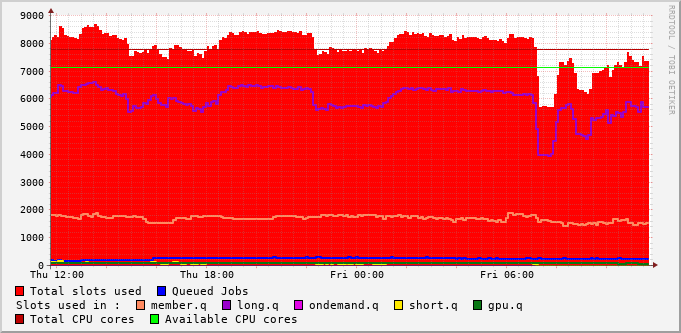 9000
8000
7000
6000
5000
4000
3000
2000
1000
0
Thu 12:00 Thu 18:00 Fri 00:00 Fri 06:00
RRDTOOL / TOBI OETIKER
Total slots used Queued Jobs
Slots used in : member.q long.q ondemand.q short.q gpu.q
Total CPU cores Available CPU cores